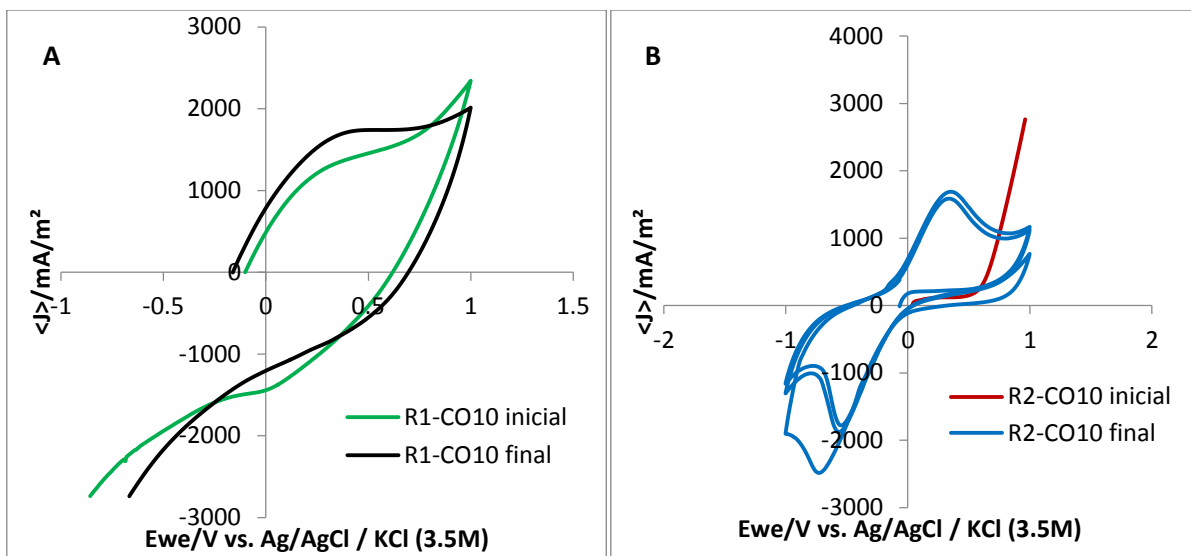 A
<J>/mA/m²
3000
2000
1000
0
-1000
-2000
-3000
-1
0
0.5
1
1.5
R1-CO10 inicial
R1-CO10 final
Ewe/V vs. Ag/AgCl / KCl (3.5M)
B
<J>/mA/m²
4000
3000
2000
1000
0
-1000
-2000
-3000
-2
-1
0
1
2
R2-CO10 inicial
R2-CO10 final
Ewe/V vs. Ag/AgCl / KCl (3.5M)